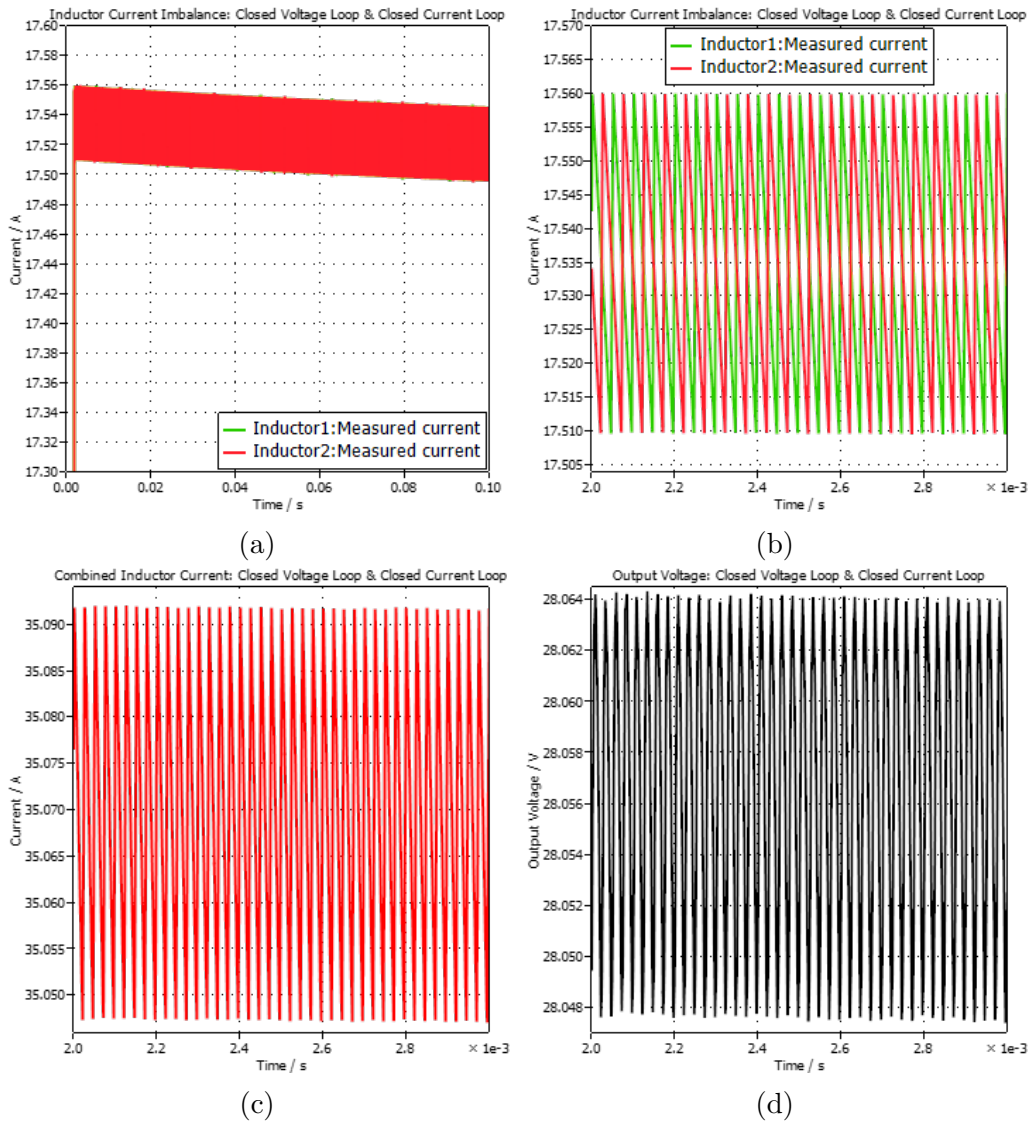 Inductor Current Imbalance: Closed Voltage Loop & Closed Current Loop
17.60
17.58
17.56
17.54
17.52
17.50
17.48
17.46
17.44
17.42
17.40
17.38
17.36
17.34
17.32
17.30
Current / A
Inductor1:Measured current
Inductor2:Measured current
0.00 0.02 0.04 0.06 0.08 0.10
Time / s
(a)
Inductor Current Imbalance: Closed Voltage Loop & Closed Current Loop
17.570
17.565
17.560
17.555
17.550
17.545
17.540
17.535
17.530
17.525
17.520
17.515
17.510
17.505
Current / A
Inductor1:Measured current
Inductor2:Measured current
2.0 2.2 2.4 2.6 2.8 × 1e-3
Time / s
(b)
Combined Inductor Current: Closed Voltage Loop & Closed Current Loop
35.090
35.085
35.080
35.075
35.070
35.065
35.060
35.055
35.050
Current / A
2.0 2.2 2.4 2.6 2.8 × 1e-3
Time / s
(c)
Output Voltage: Closed Voltage Loop & Closed Current Loop
28.064
28.062
28.060
28.058
28.056
28.054
28.052
28.050
28.048
Output Voltage / V
2.0 2.2 2.4 2.6 2.8 × 1e-3
Time / s
(d)